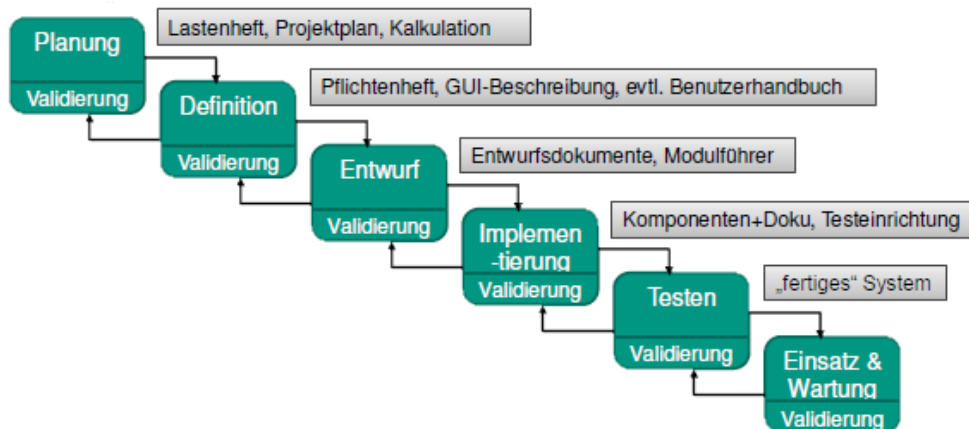 Planung
Validierung
Lastenheft, Projektplan, Kalkulation
Definition
Validierung
Pflichtenheft, GUI-Beschreibung, evtl. Benutzerhandbuch
Entwurf
Validierung
Entwurfsdokumente, Modulführer
Implemen
-tierung
Validierung
Komponenten+Doku, Testeinrichtung
Testen
Validierung
„fertiges“ System
Einsatz &
Wartung
Validierung